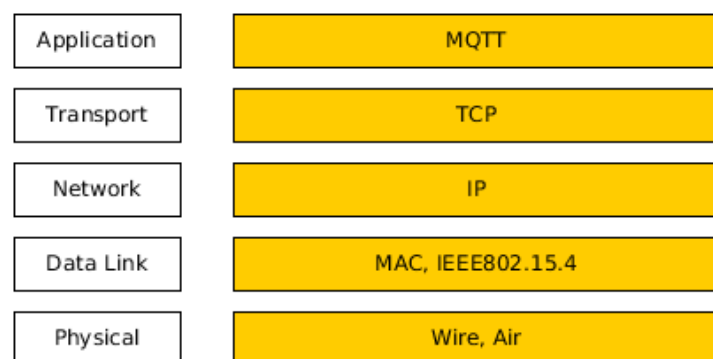 Application MQTT
Transport TCP
Network IP
Data Link MAC, IEEE802.15.4
Physical Wire, Air